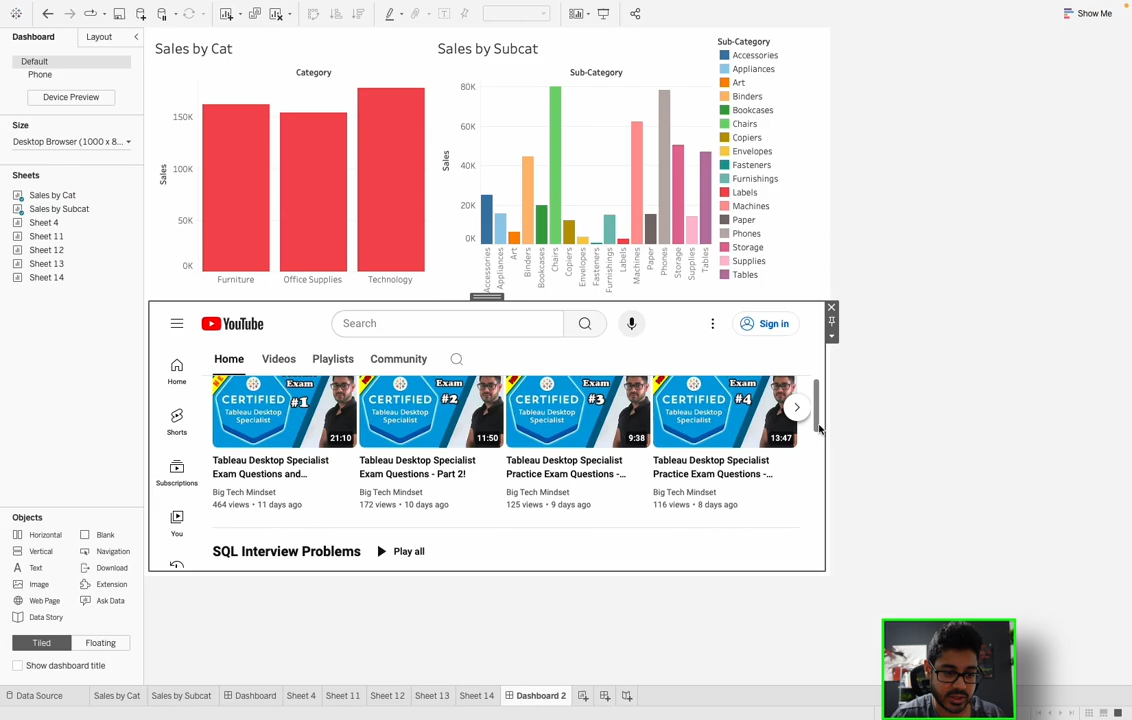 Show Me
Dashboard
Layout
Default
Phone
Device Preview
Size
Desktop Browser (1000 x 8...
Sheets
Sales by Cat
Sales by Subcat
Sheet 4
Sheet 11
Sheet 12
Sheet 13
Sheet 14
Sales by Cat
Category
Sales
150K
100K
50K
0K
Furniture
Office Supplies
Technology
Sales by Subcat
Sub-Category
Sales
80K
60K
40K
20K
0K
Accessories
Appliances
Art
Binders
Bookcases
Chairs
Copiers
Envelopes
Fasteners
Furnishings
Labels
Machines
Paper
Phones
Storage
Supplies
Tables
Sub-Category
Accessories
Appliances
Art
Binders
Bookcases
Chairs
Copiers
Envelopes
Fasteners
Furnishings
Labels
Machines
Paper
Phones
Storage
Supplies
Tables
YouTube
Search
Sign in
Home Videos Playlists Community
Home
Shorts
Subscriptions
You
Exam #1
CERTIFIED
Tableau Desktop
Specialist
21:10
Exam #2
CERTIFIED
Tableau Desktop
Specialist
11:50
Exam #3
CERTIFIED
Tableau Desktop
Specialist
9:38
Exam #4
CERTIFIED
Tableau Desktop
Specialist
13:47
Tableau Desktop Specialist
Exam Questions and...
Big Tech Mindset
464 views • 11 days ago
Tableau Desktop Specialist
Exam Questions - Part 2!
Big Tech Mindset
172 views • 10 days ago
Tableau Desktop Specialist
Practice Exam Questions -...
Big Tech Mindset
125 views • 9 days ago
Tableau Desktop Specialist
Practice Exam Questions -...
Big Tech Mindset
116 views • 8 days ago
SQL Interview Problems
Play all
Objects
Horizontal
Blank
Vertical
Navigation
Text
Download
Image
Extension
Web Page
Ask Data
Data Story
Tiled
Floating
Show dashboard title
Data Source
Sales by Cat
Sales by Subcat
Dashboard
Sheet 4
Sheet 11
Sheet 12
Sheet 13
Sheet 14
Dashboard 2